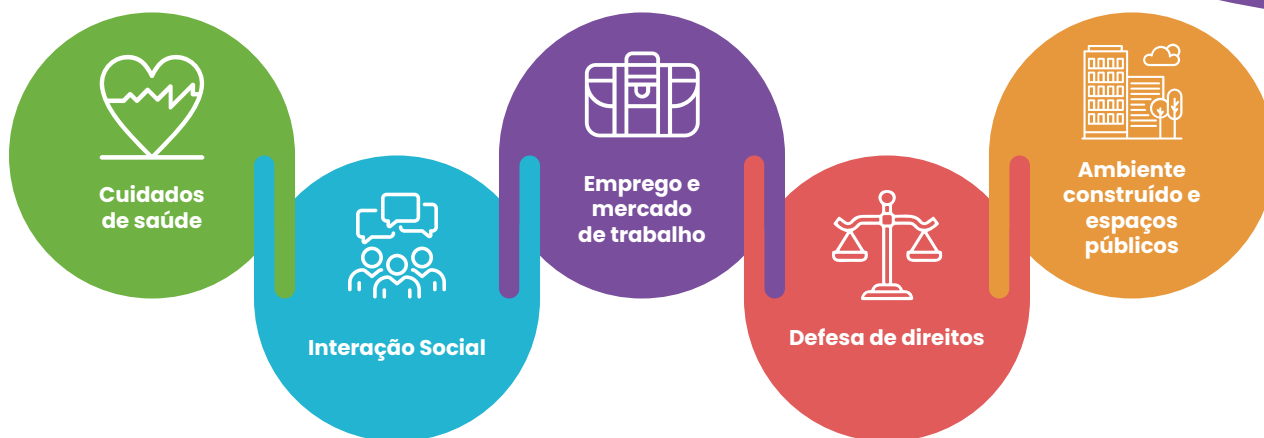 Cuidados
de saúde
Interação Social
Emprego e
mercado
de trabalho
Defesa de direitos
Ambiente
construído e
espaços
públicos